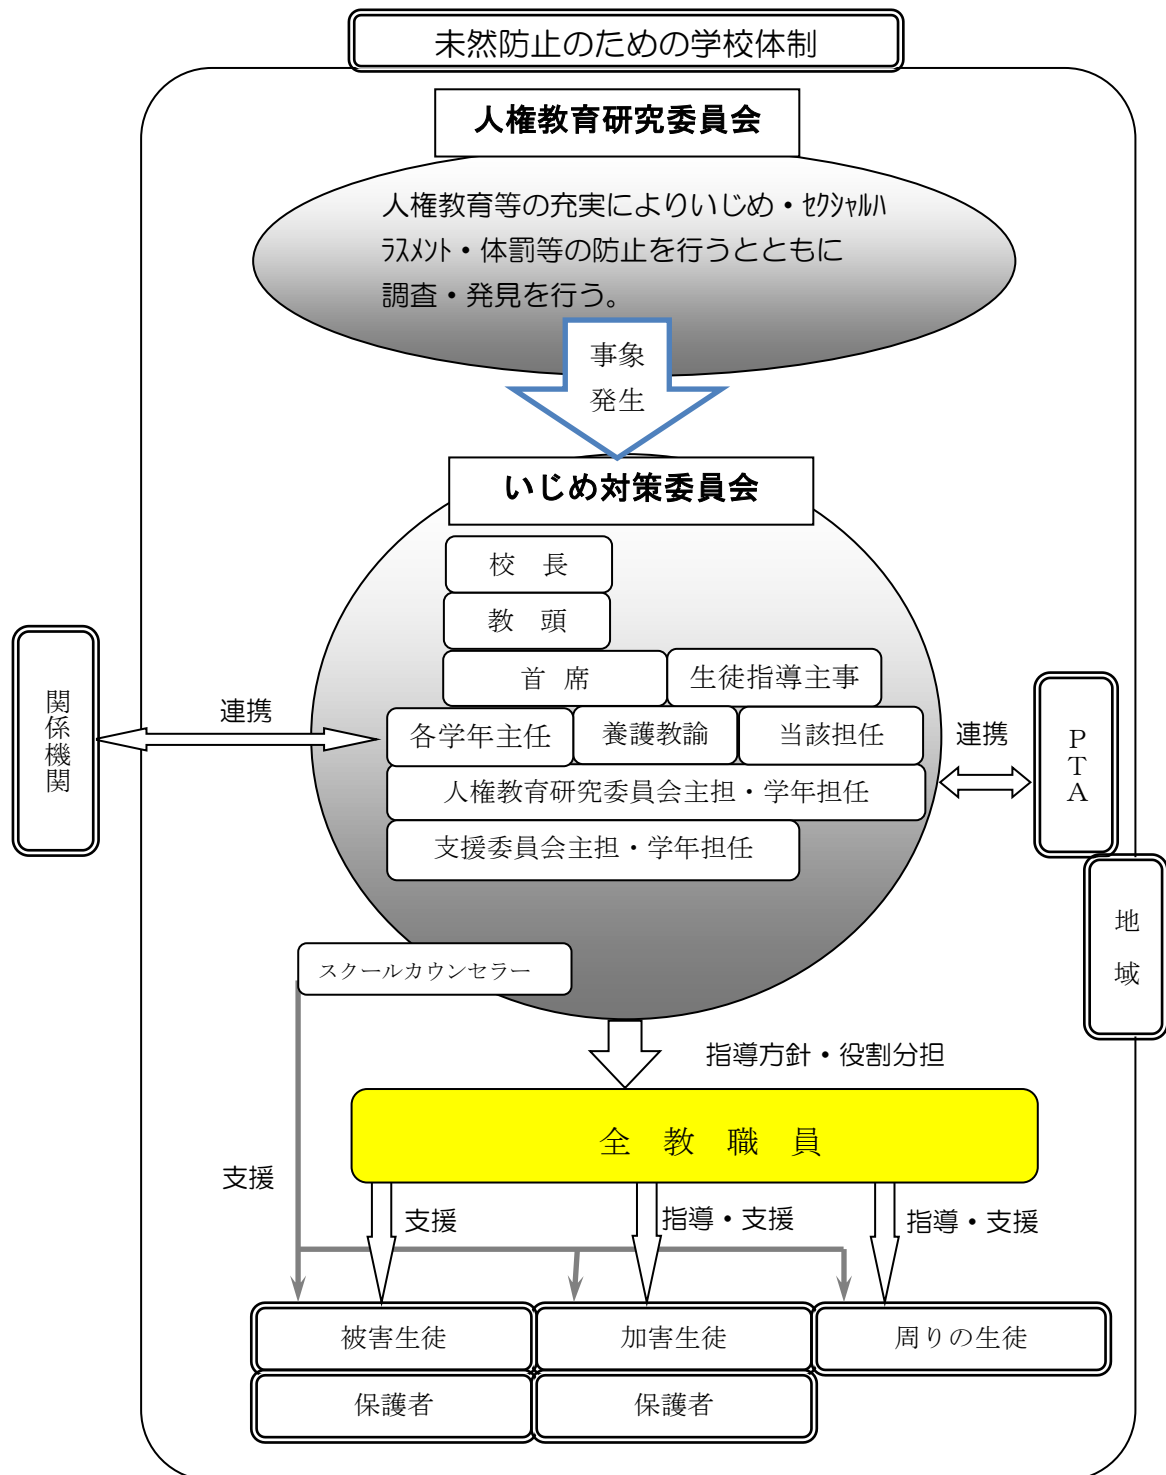 未然防止のための学校体制
人権教育研究委員会
人権教育等の充実によりいじめ・ｾｸｼｬﾙﾊ
ﾗｽﾒﾝﾄ・体罰等の防止を行うとともに
調査・発見を行う。
事象
発生
いじめ対策委員会
校　長
教　頭
首　席
生徒指導主事
各学年主任
養護教諭
当該担任
人権教育研究委員会主担・学年担任
支援委員会主担・学年担任
関係機関
連携
連携
ＰＴＡ
地域
スクールカウンセラー
指導方針・役割分担
全　教　職　員
支援
支援
指導・支援
指導・支援
被害生徒
加害生徒
周りの生徒
保護者
保護者